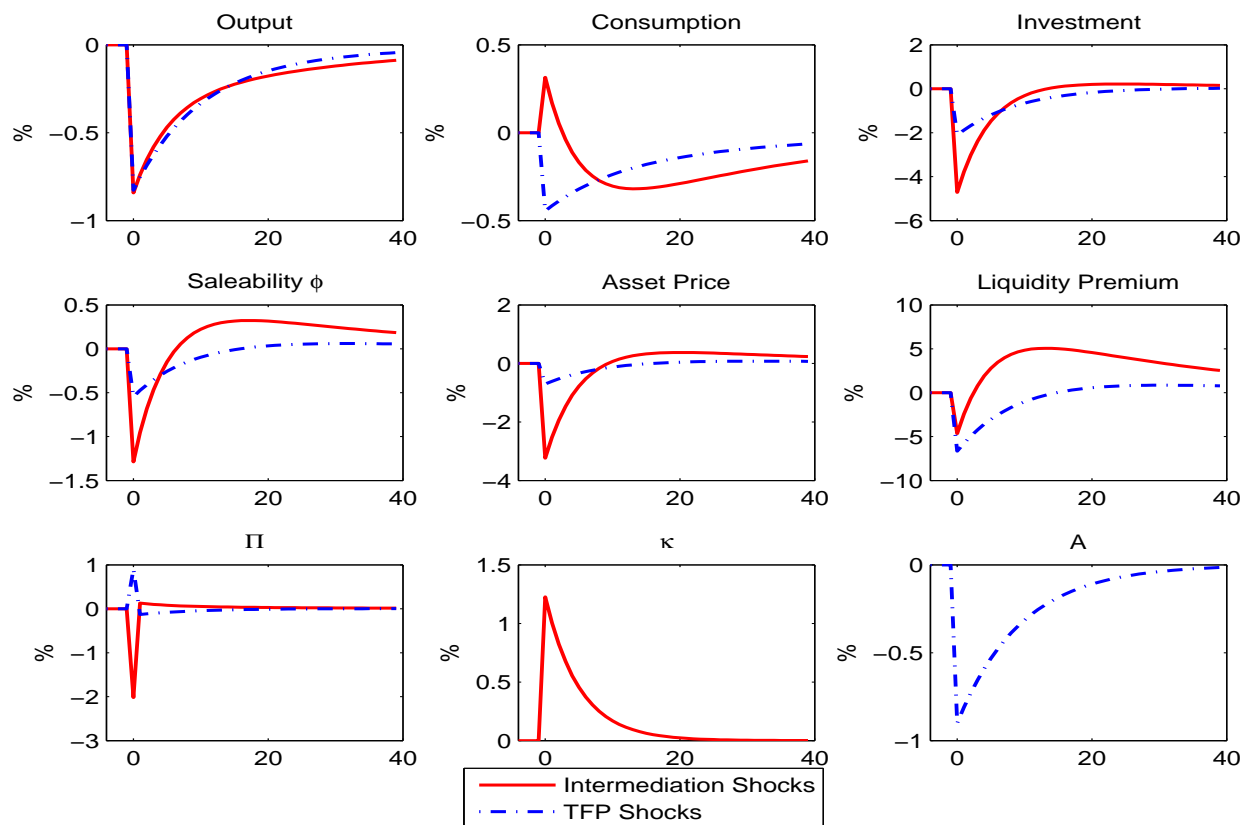 Output
Consumption
Investment
0
−0.5
−1
%
0 20 40
0.5
0
−0.5
%
0 20 40
2
0
−2
−4
−6
%
0 20 40
Saleability ϕ
Asset Price
Liquidity Premium
0.5
0
−0.5
−1
−1.5
%
0 20 40
2
0
−2
−4
%
0 20 40
10
5
0
−5
−10
%
0 20 40
Π
κ
A
1
0
−1
−2
−3
%
0 20 40
1.5
1
0.5
0
%
0 20 40
0
−0.5
−1
%
0 20 40
Intermediation Shocks
TFP Shocks